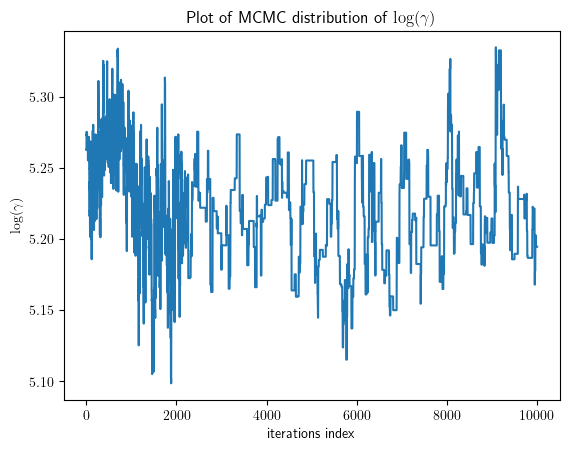 Plot of MCMC distribution of log(γ)
log(γ)
5.30
5.25
5.20
5.15
5.10
0 2000 4000 6000 8000 10000
iterations index